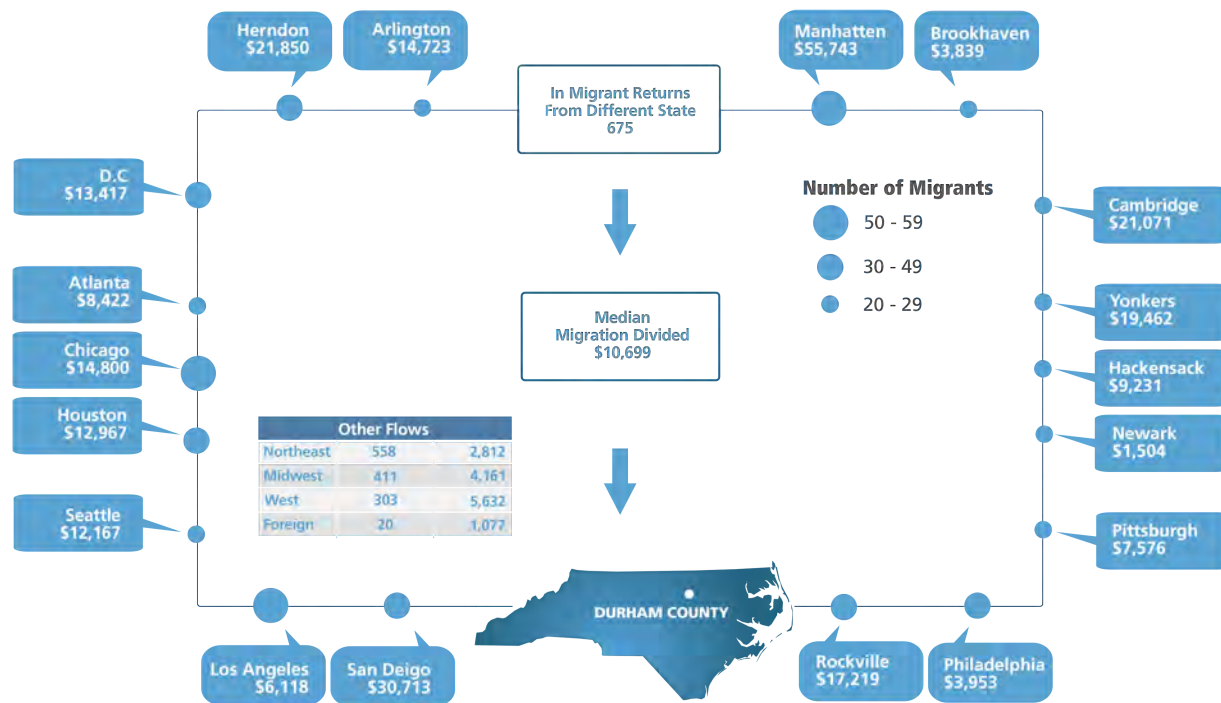 Herndon
$21,850
Arlington
$14,723
Manhatten
$55,743
Brookhaven
$3,839
In Migrant Returns
From Different State
675
D.C
$13,417
Number of Migrants
50 - 59
30 - 49
20 - 29
Cambridge
$21,071
Atlanta
$8,422
Median
Migration Divided
$10,699
Yonkers
$19,462
Chicago
$14,800
Hackensack
$9,231
Houston
$12,967
Newark
$1,504
Other Flows
Northeast 558 2,812
Midwest 411 4,161
West 303 5,632
Foreign 20 1,077
Seattle
$12,167
Pittsburgh
$7,576
DURHAM COUNTY
Los Angeles
$6,118
San Deigo
$30,713
Rockville
$17,219
Philadelphia
$3,953